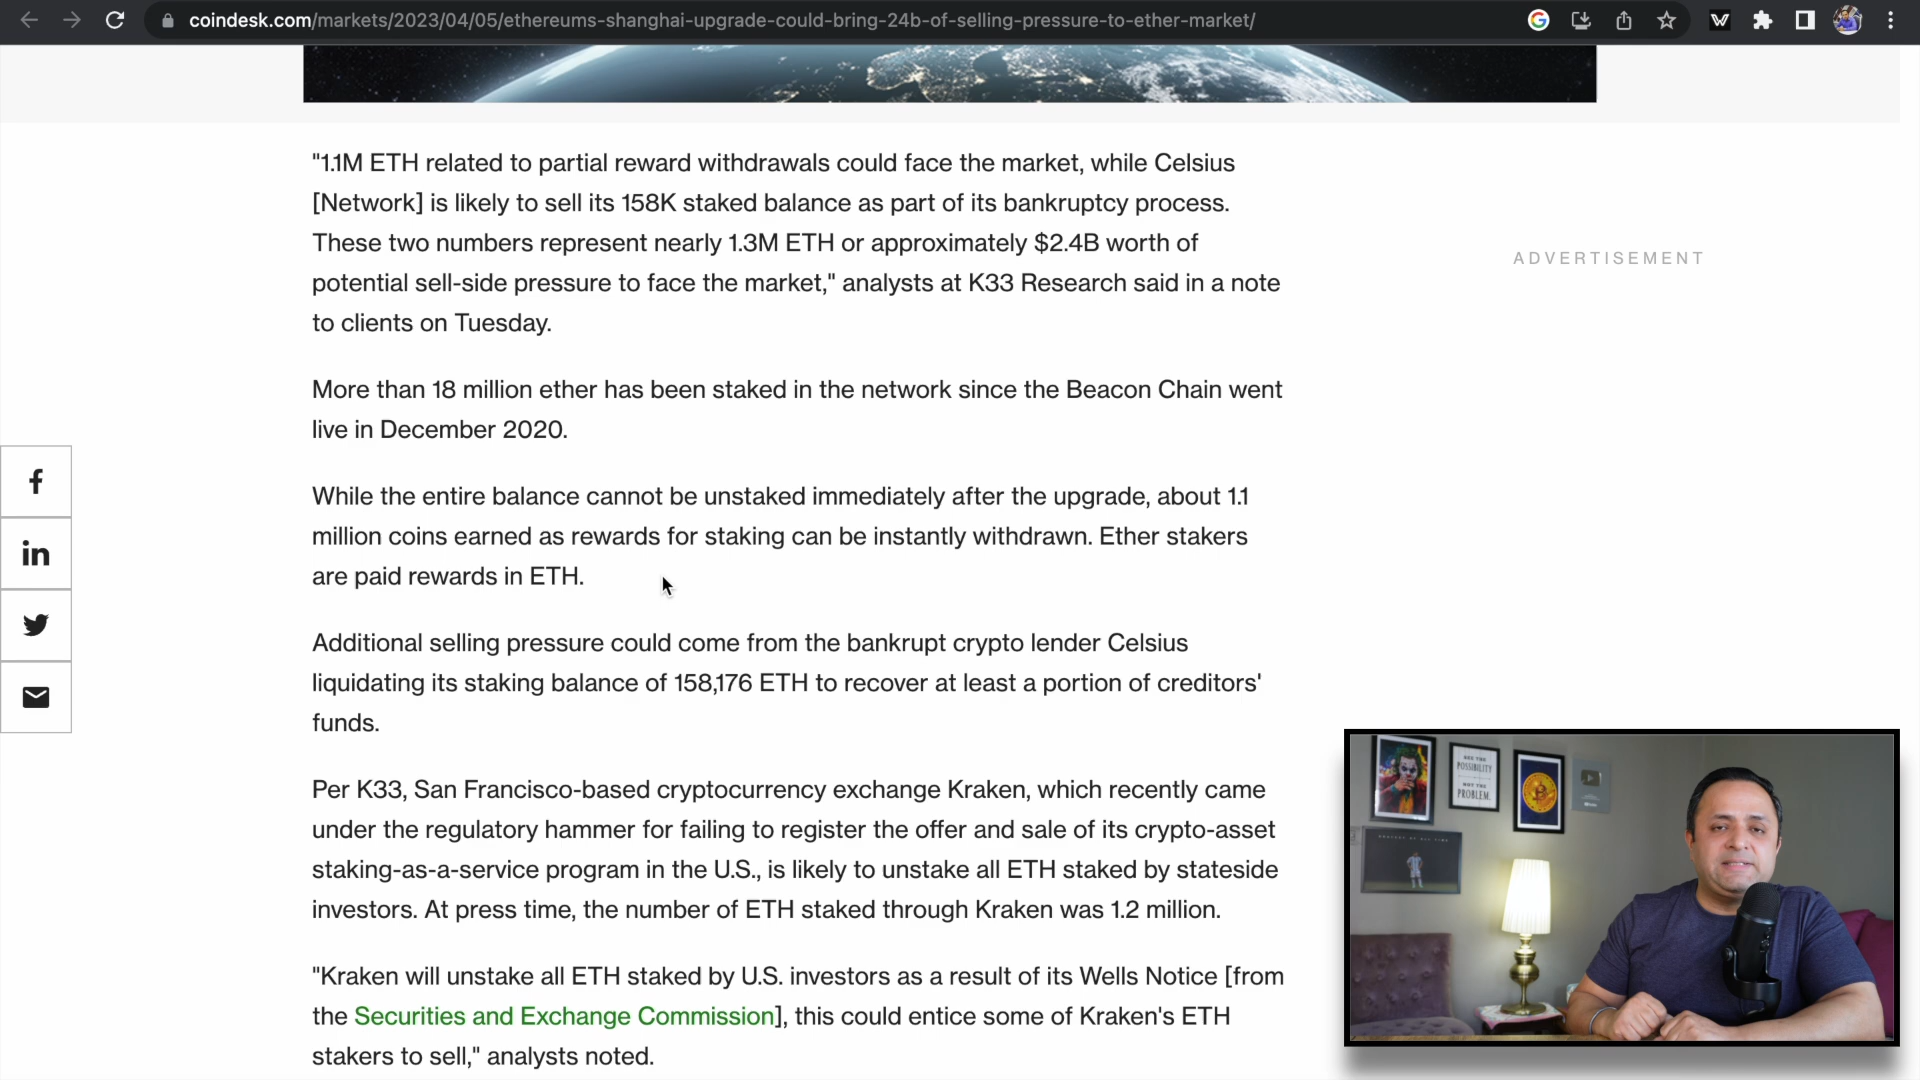 coindesk.com/markets/2023/04/05/ethereums-shanghai-upgrade-could-bring-24b-of-selling-pressure-to-ether-market/
"1.1M ETH related to partial reward withdrawals could face the market, while Celsius
[Network] is likely to sell its 158K staked balance as part of its bankruptcy process.
These two numbers represent nearly 1.3M ETH or approximately $2.4B worth of
potential sell-side pressure to face the market," analysts at K33 Research said in a note
to clients on Tuesday.
ADVERTISEMENT
More than 18 million ether has been staked in the network since the Beacon Chain went
live in December 2020.
While the entire balance cannot be unstaked immediately after the upgrade, about 1.1
million coins earned as rewards for staking can be instantly withdrawn. Ether stakers
are paid rewards in ETH.
Additional selling pressure could come from the bankrupt crypto lender Celsius
liquidating its staking balance of 158,176 ETH to recover at least a portion of creditors'
funds.
Per K33, San Francisco-based cryptocurrency exchange Kraken, which recently came
under the regulatory hammer for failing to register the offer and sale of its crypto-asset
staking-as-a-service program in the U.S., is likely to unstake all ETH staked by stateside
investors. At press time, the number of ETH staked through Kraken was 1.2 million.
"Kraken will unstake all ETH staked by U.S. investors as a result of its Wells Notice [from
the Securities and Exchange Commission], this could entice some of Kraken's ETH
stakers to sell," analysts noted.
SEE THE
POSSIBILITY
NOT THE
PROBLEM.